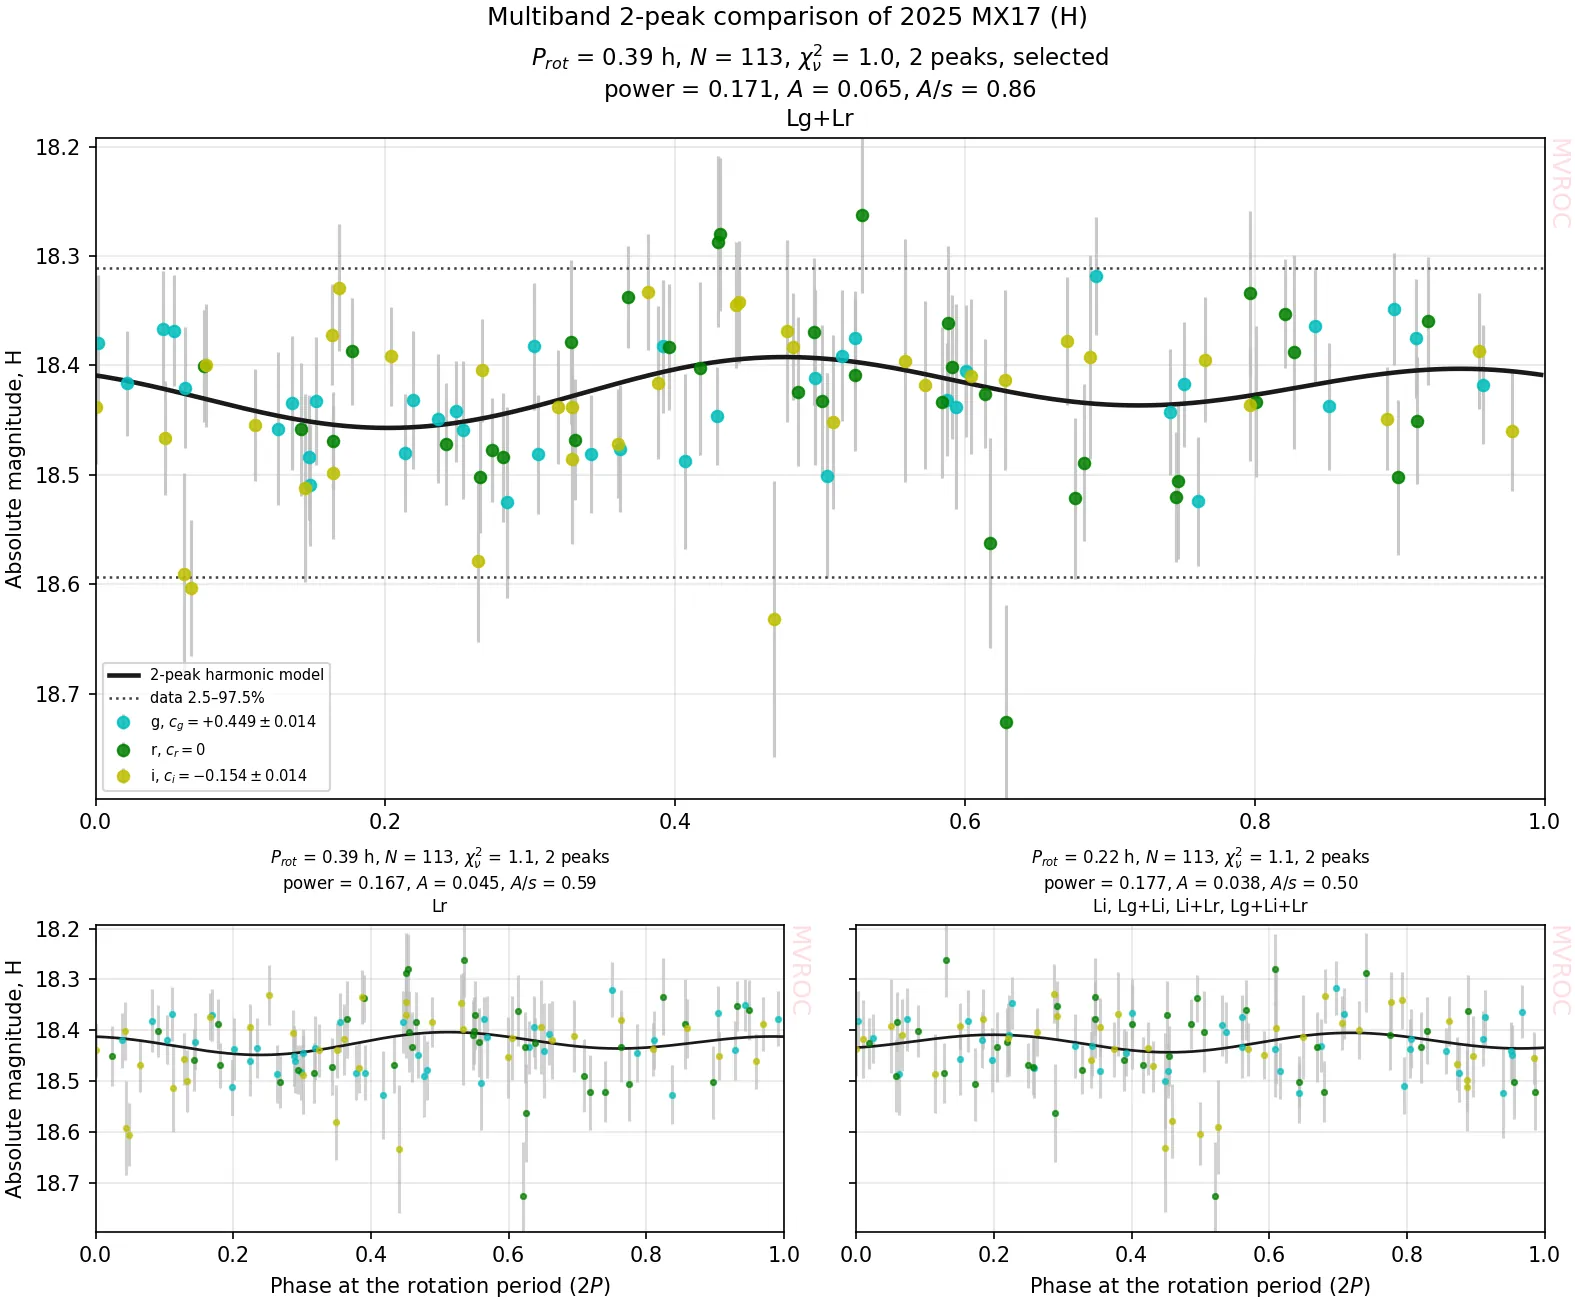 Multiband 2-peak comparison of 2025 MX17 (H)
P_rot = 0.39 h, N = 113, χ²_ν = 1.0, 2 peaks, selected
power = 0.171, A = 0.065, A/s = 0.86
Lg+Lr
MVROC
18.2
18.3
18.4
18.5
18.6
18.7
Absolute magnitude, H
2-peak harmonic model
data 2.5–97.5%
g, c_g = +0.449 ± 0.014
r, c_r = 0
i, c_i = −0.154 ± 0.014
0.0 0.2 0.4 0.6 0.8 1.0
P_rot = 0.39 h, N = 113, χ²_ν = 1.1, 2 peaks
power = 0.167, A = 0.045, A/s = 0.59
Lr
MVROC
18.2
18.3
18.4
18.5
18.6
18.7
Absolute magnitude, H
0.0 0.2 0.4 0.6 0.8 1.0
Phase at the rotation period (2P)
P_rot = 0.22 h, N = 113, χ²_ν = 1.1, 2 peaks
power = 0.177, A = 0.038, A/s = 0.50
Li, Lg+Li, Li+Lr, Lg+Li+Lr
MVROC
0.0 0.2 0.4 0.6 0.8 1.0
Phase at the rotation period (2P)